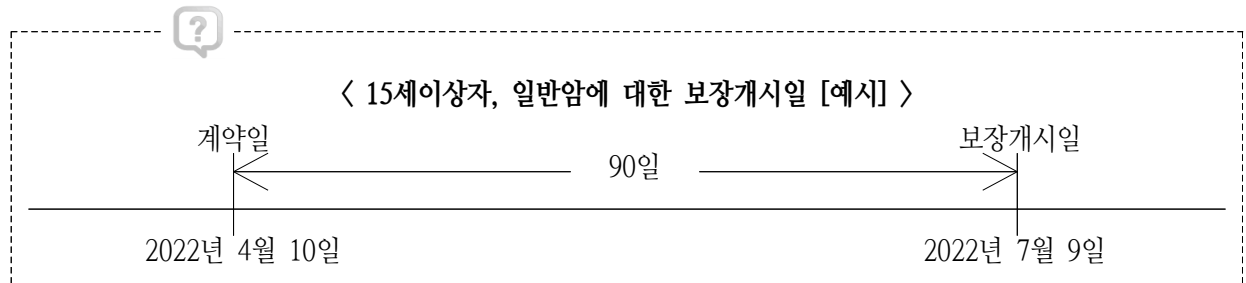 ?
〈 15세이상자, 일반암에 대한 보장개시일 [예시] 〉
계약일 보장개시일
90일
2022년 4월 10일 2022년 7월 9일